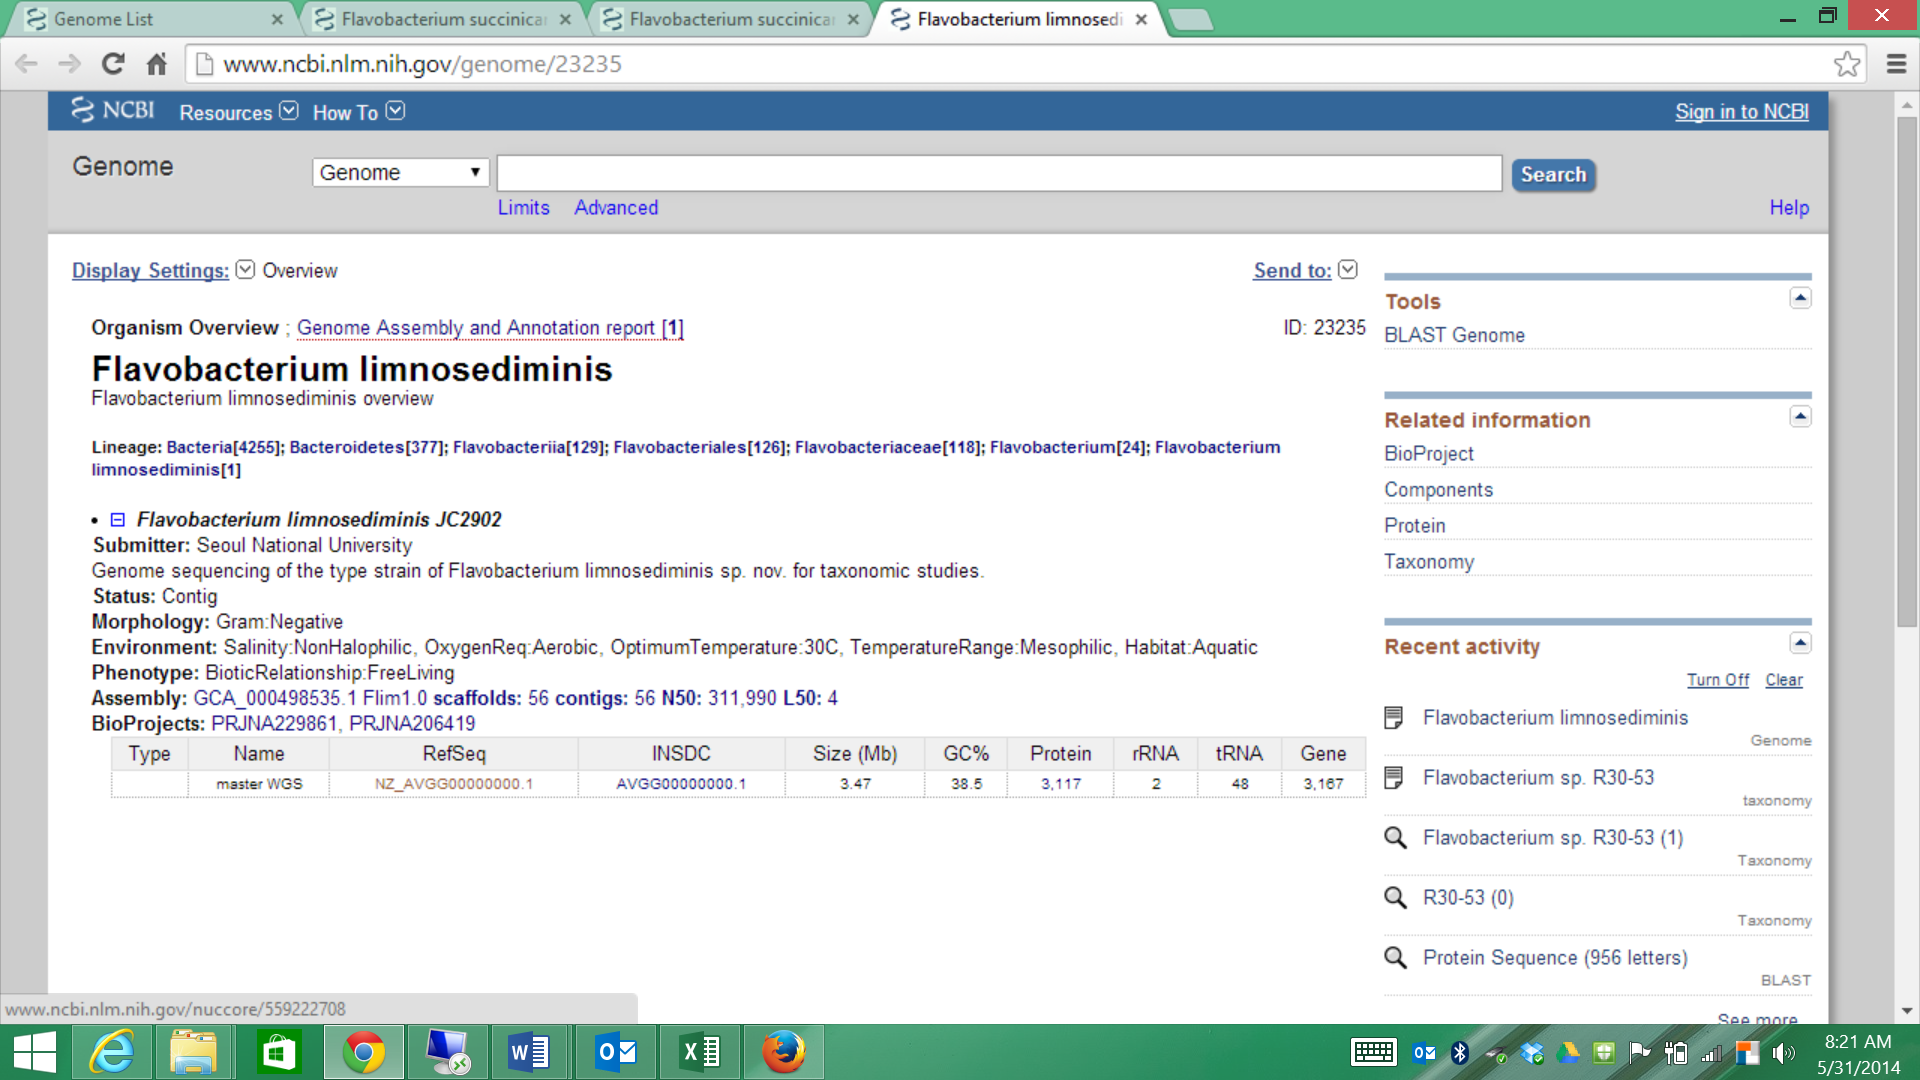 Genome List
Flavobacterium succinicar
Flavobacterium succinicar
Flavobacterium limnosedi
www.ncbi.nlm.nih.gov/genome/23235
NCBI Resources How To Sign in to NCBI
Genome Genome Search
Limits Advanced Help
Display Settings: Overview Send to:
Organism Overview ; Genome Assembly and Annotation report [1] ID: 23235
Flavobacterium limnosediminis
Flavobacterium limnosediminis overview
Lineage: Bacteria[4255]; Bacteroidetes[377]; Flavobacteriia[129]; Flavobacteriales[126]; Flavobacteriaceae[118]; Flavobacterium[24]; Flavobacterium
limnosediminis[1]
• Flavobacterium limnosediminis JC2902
Submitter: Seoul National University
Genome sequencing of the type strain of Flavobacterium limnosediminis sp. nov. for taxonomic studies.
Status: Contig
Morphology: Gram:Negative
Environment: Salinity:NonHalophilic, OxygenReq:Aerobic, OptimumTemperature:30C, TemperatureRange:Mesophilic, Habitat:Aquatic
Phenotype: BioticRelationship:FreeLiving
Assembly: GCA_000498535.1 Flim1.0 scaffolds: 56 contigs: 56 N50: 311,990 L50: 4
BioProjects: PRJNA229861, PRJNA206419
Type Name RefSeq INSDC Size (Mb) GC% Protein rRNA tRNA Gene
master WGS NZ_AVGG00000000.1 AVGG00000000.1 3.47 38.5 3,117 2 48 3,167
Tools
BLAST Genome
Related information
BioProject
Components
Protein
Taxonomy
Recent activity
Turn Off Clear
Flavobacterium limnosediminis
Genome
Flavobacterium sp. R30-53
taxonomy
Flavobacterium sp. R30-53 (1)
Taxonomy
R30-53 (0)
Taxonomy
Protein Sequence (956 letters)
BLAST
See more
www.ncbi.nlm.nih.gov/nuccore/559222708
8:21 AM
5/31/2014